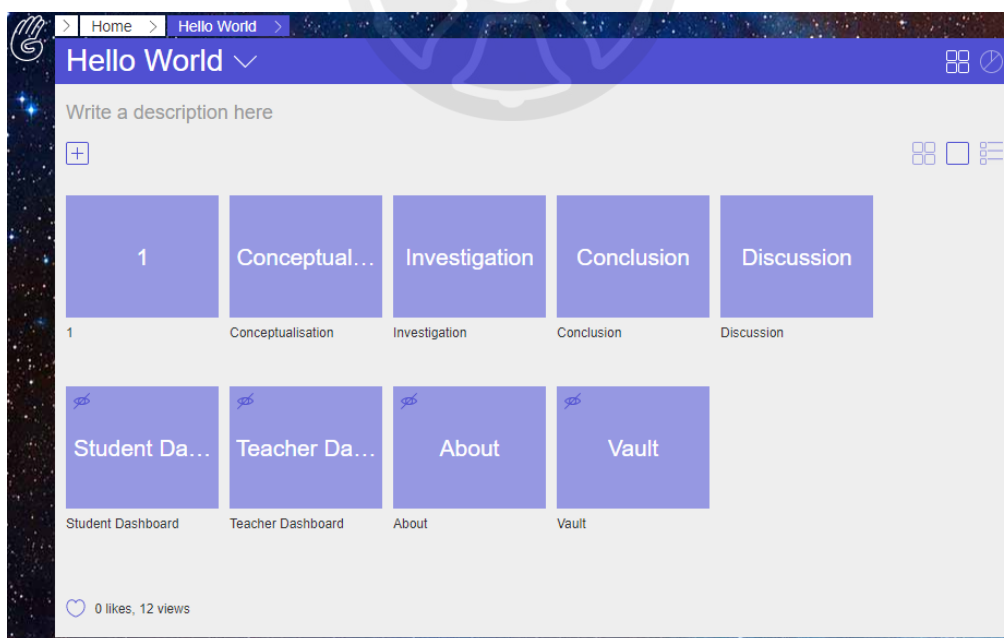 Home Hello World
Hello World
Write a description here
1 Conceptual... Investigation Conclusion Discussion
1 Conceptualisation Investigation Conclusion Discussion
Student Da... Teacher Da... About Vault
Student Dashboard Teacher Dashboard About Vault
0 likes, 12 views